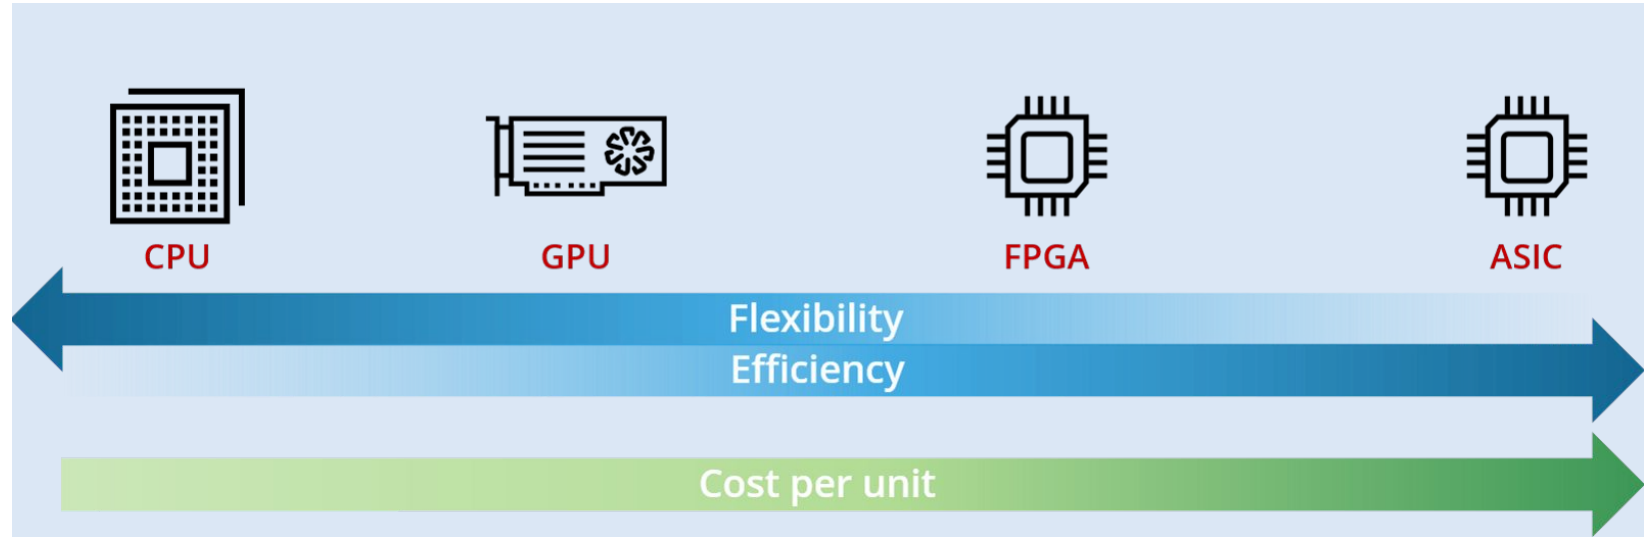 CPU
GPU
FPGA
ASIC
Flexibility
Efficiency
Cost per unit